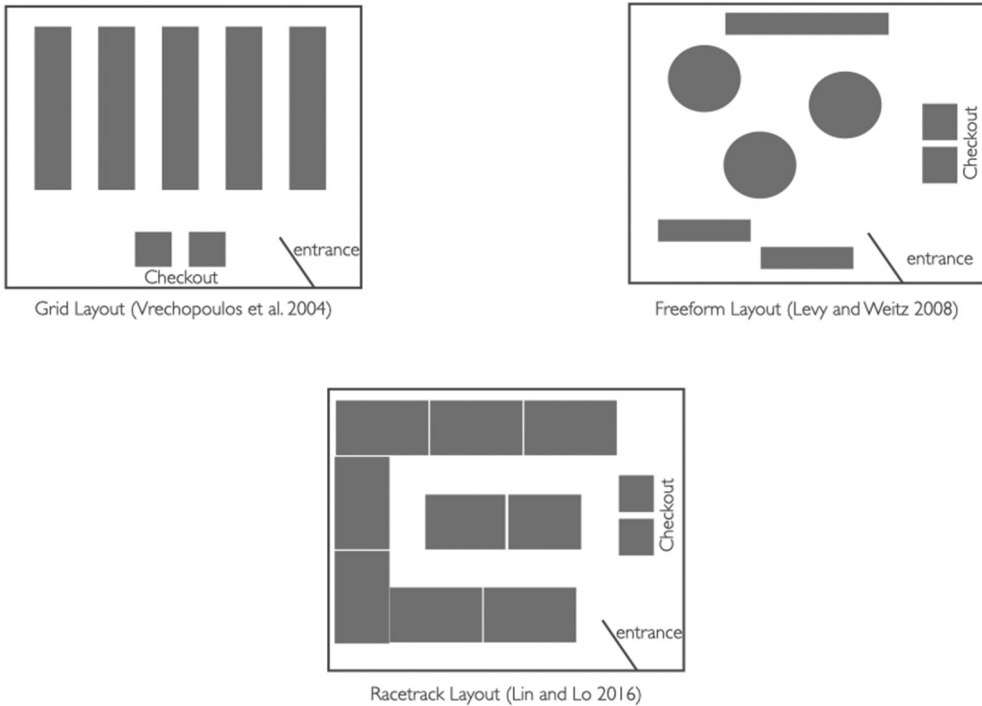 entrance
Checkout
Grid Layout (Vrechopoulos et al. 2004)
Checkout
entrance
Freeform Layout (Levy and Weitz 2008)
Checkout
entrance
Racetrack Layout (Lin and Lo 2016)